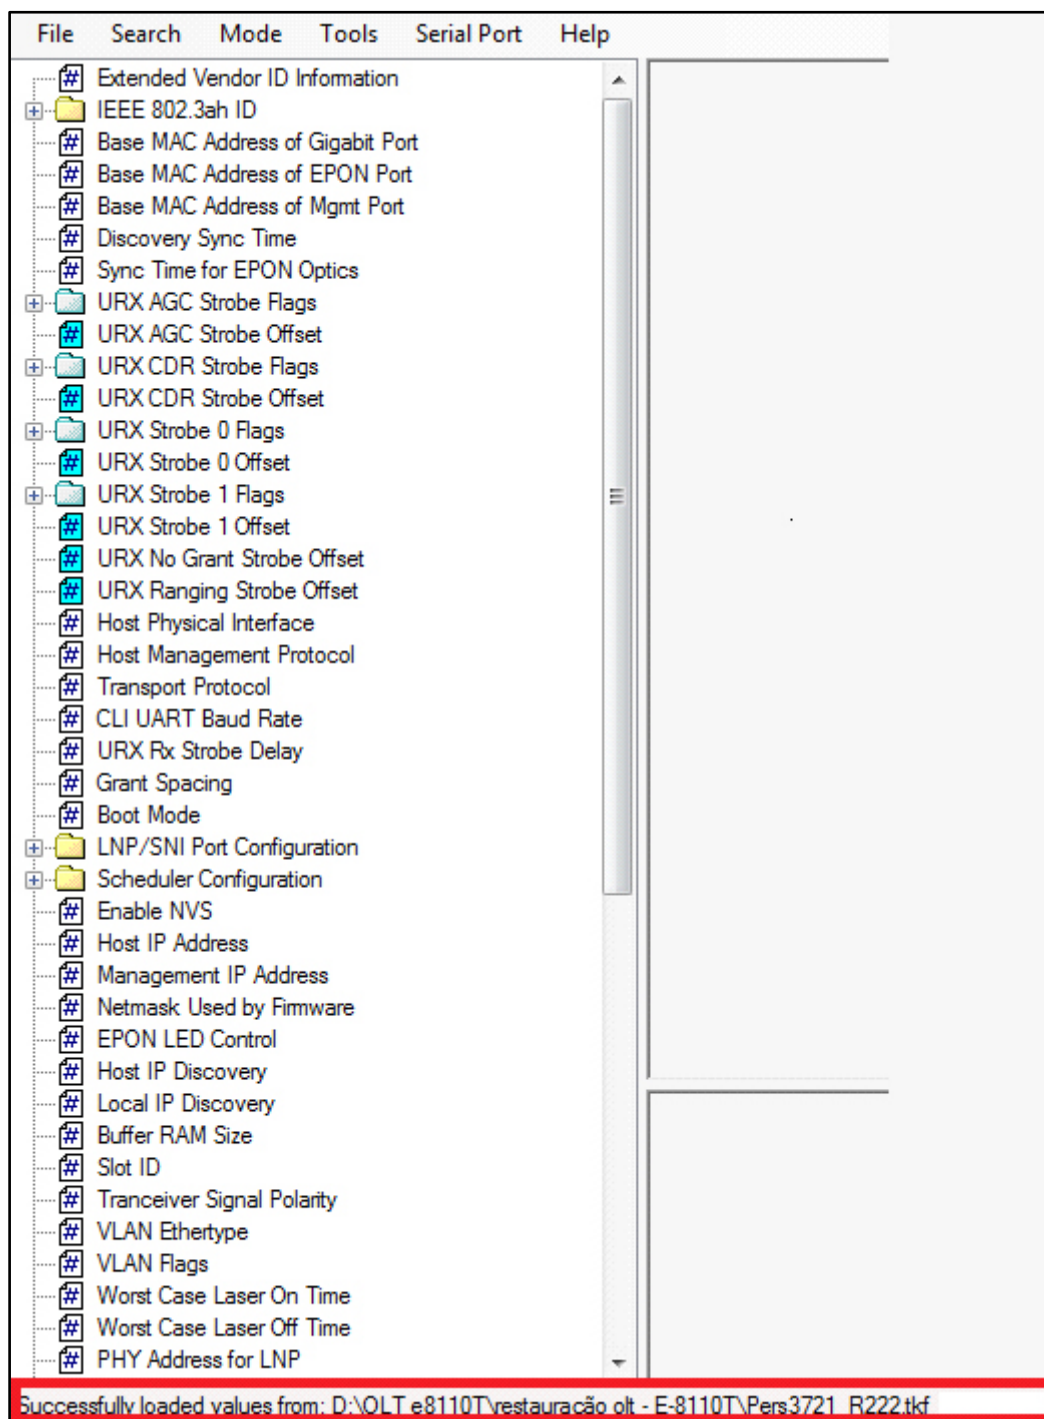 File Search Mode Tools Serial Port Help
Extended Vendor ID Information
IEEE 802.3ah ID
Base MAC Address of Gigabit Port
Base MAC Address of EPON Port
Base MAC Address of Mgmt Port
Discovery Sync Time
Sync Time for EPON Optics
URX AGC Strobe Flags
URX AGC Strobe Offset
URX CDR Strobe Flags
URX CDR Strobe Offset
URX Strobe 0 Flags
URX Strobe 0 Offset
URX Strobe 1 Flags
URX Strobe 1 Offset
URX No Grant Strobe Offset
URX Ranging Strobe Offset
Host Physical Interface
Host Management Protocol
Transport Protocol
CLI UART Baud Rate
URX Rx Strobe Delay
Grant Spacing
Boot Mode
LNP/SNI Port Configuration
Scheduler Configuration
Enable NVS
Host IP Address
Management IP Address
Netmask Used by Firmware
EPON LED Control
Host IP Discovery
Local IP Discovery
Buffer RAM Size
Slot ID
Tranceiver Signal Polarity
VLAN Ethertype
VLAN Flags
Worst Case Laser On Time
Worst Case Laser Off Time
PHY Address for LNP
Successfully loaded values from: D:\OLT e8110T\restauração olt - E-8110T\Pers3721_R222.tkf